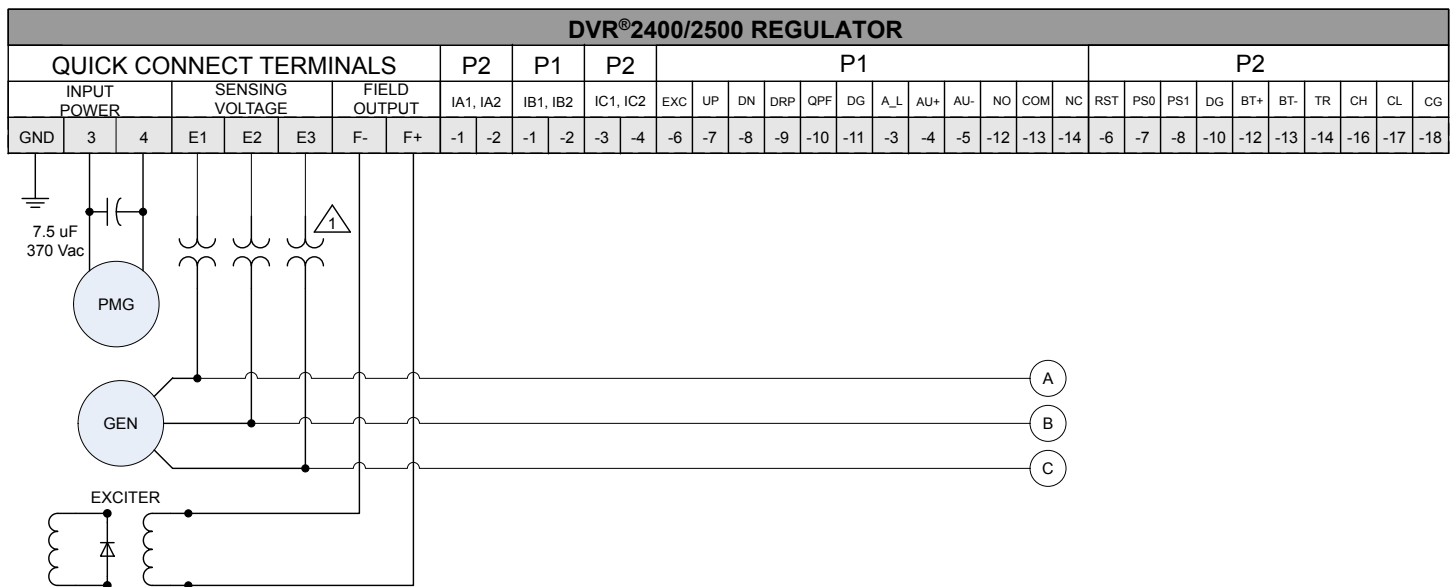 DVR®2400/2500 REGULATOR
QUICK CONNECT TERMINALS P2 P1 P2 P1 P2
INPUT POWER SENSING VOLTAGE FIELD OUTPUT IA1, IA2 IB1, IB2 IC1, IC2 EXC UP DN DRP QPF DG A_L AU+ AU- NO COM NC RST PS0 PS1 DG BT+ BT- TR CH CL CG
GND 3 4 E1 E2 E3 F- F+ -1 -2 -1 -2 -3 -4 -6 -7 -8 -9 -10 -11 -3 -4 -5 -12 -13 -14 -6 -7 -8 -10 -12 -13 -14 -16 -17 -18
1
7.5 uF
370 Vac
PMG
A
GEN B
C
EXCITER